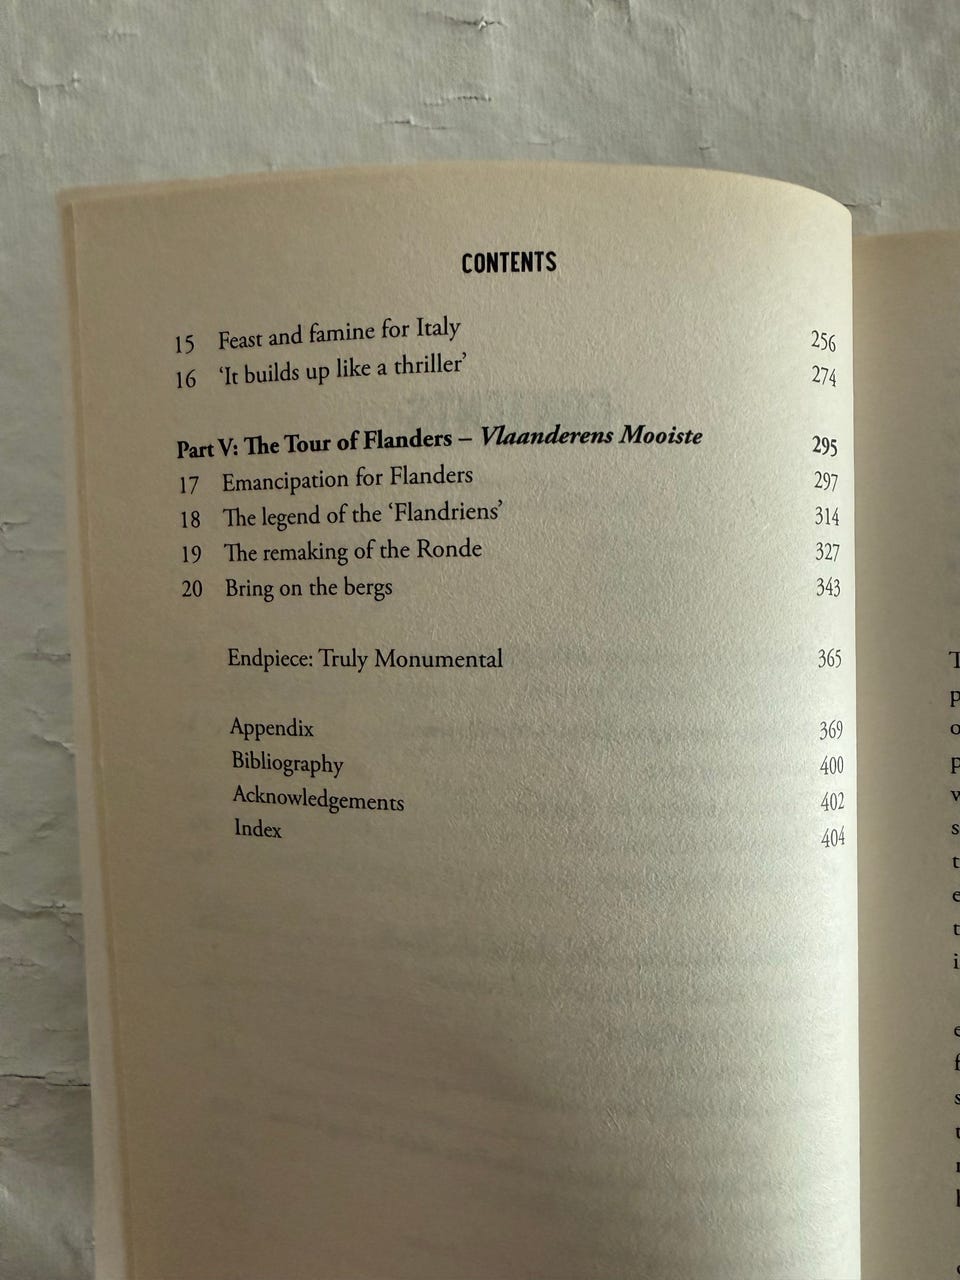 CONTENTS
15 Feast and famine for Italy 256
16 ‘It builds up like a thriller’ 274
Part V: The Tour of Flanders – Vlaanderens Mooiste 295
17 Emancipation for Flanders 297
18 The legend of the ‘Flandriens’ 314
19 The remaking of the Ronde 327
20 Bring on the bergs 343
Endpiece: Truly Monumental 365
Appendix 369
Bibliography 400
Acknowledgements 402
Index 404